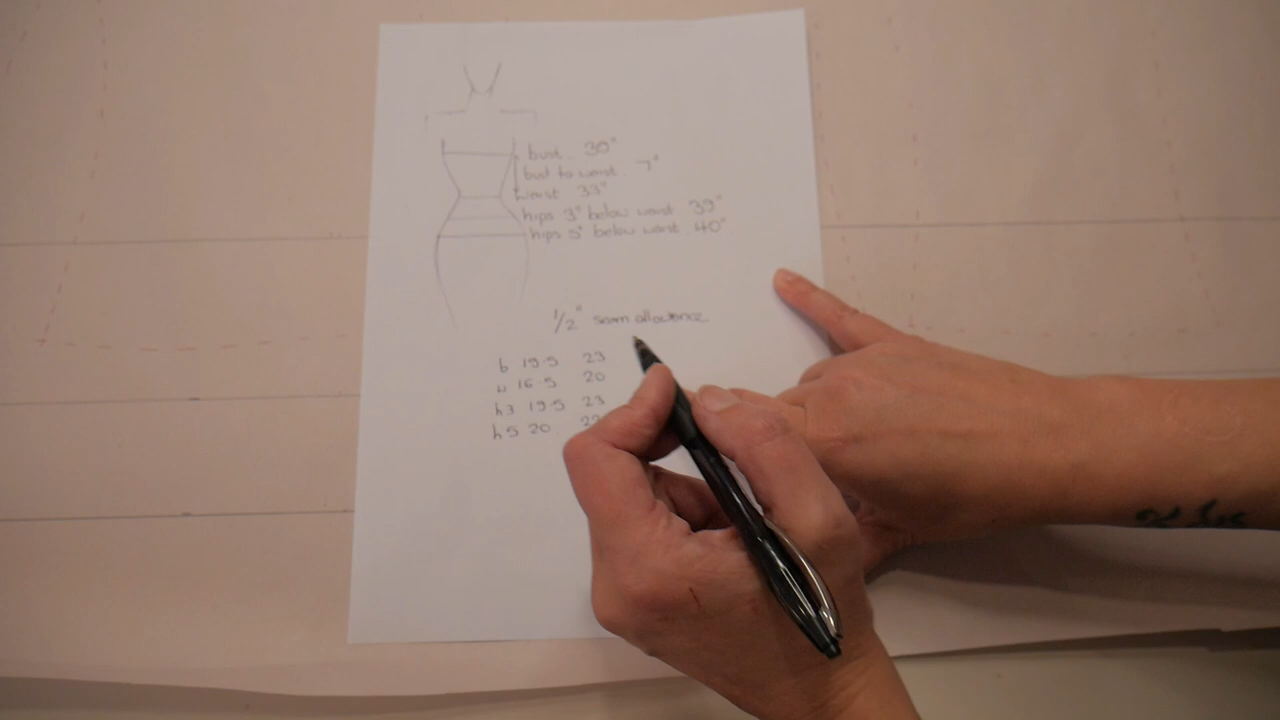 bust. 39"
bust to waist. 7"
waist 33"
hips 3" below waist 39"
hips 5" below waist. 40"
1/2" seam allowance
b 19.5 23
w 16.5 20
h3 19.5 23
h5 20